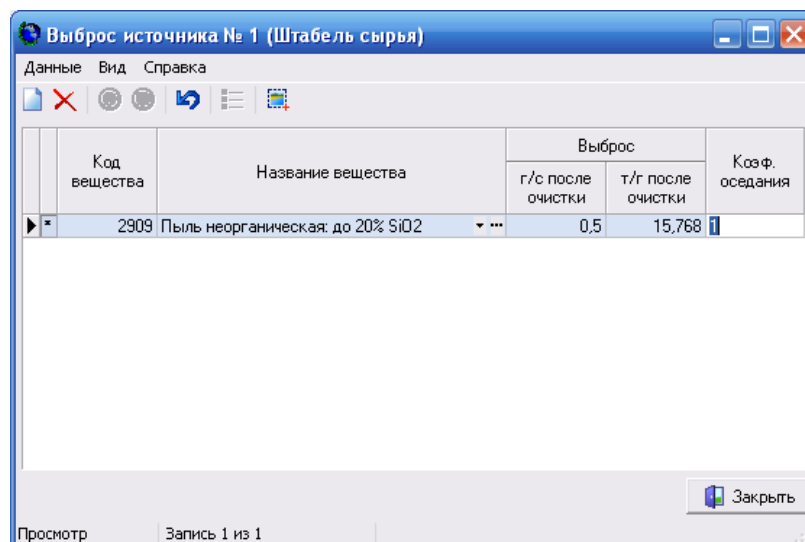 Выброс источника № 1 (Штабель сырья)
Данные Вид Справка
Код вещества
Название вещества
Выброс
г/с после очистки
т/г после очистки
Коэф. оседания
* 2909 Пыль неорганическая: до 20% SiO2 ... 0,5 15,768 1
Закрыть
Просмотр Запись 1 из 1